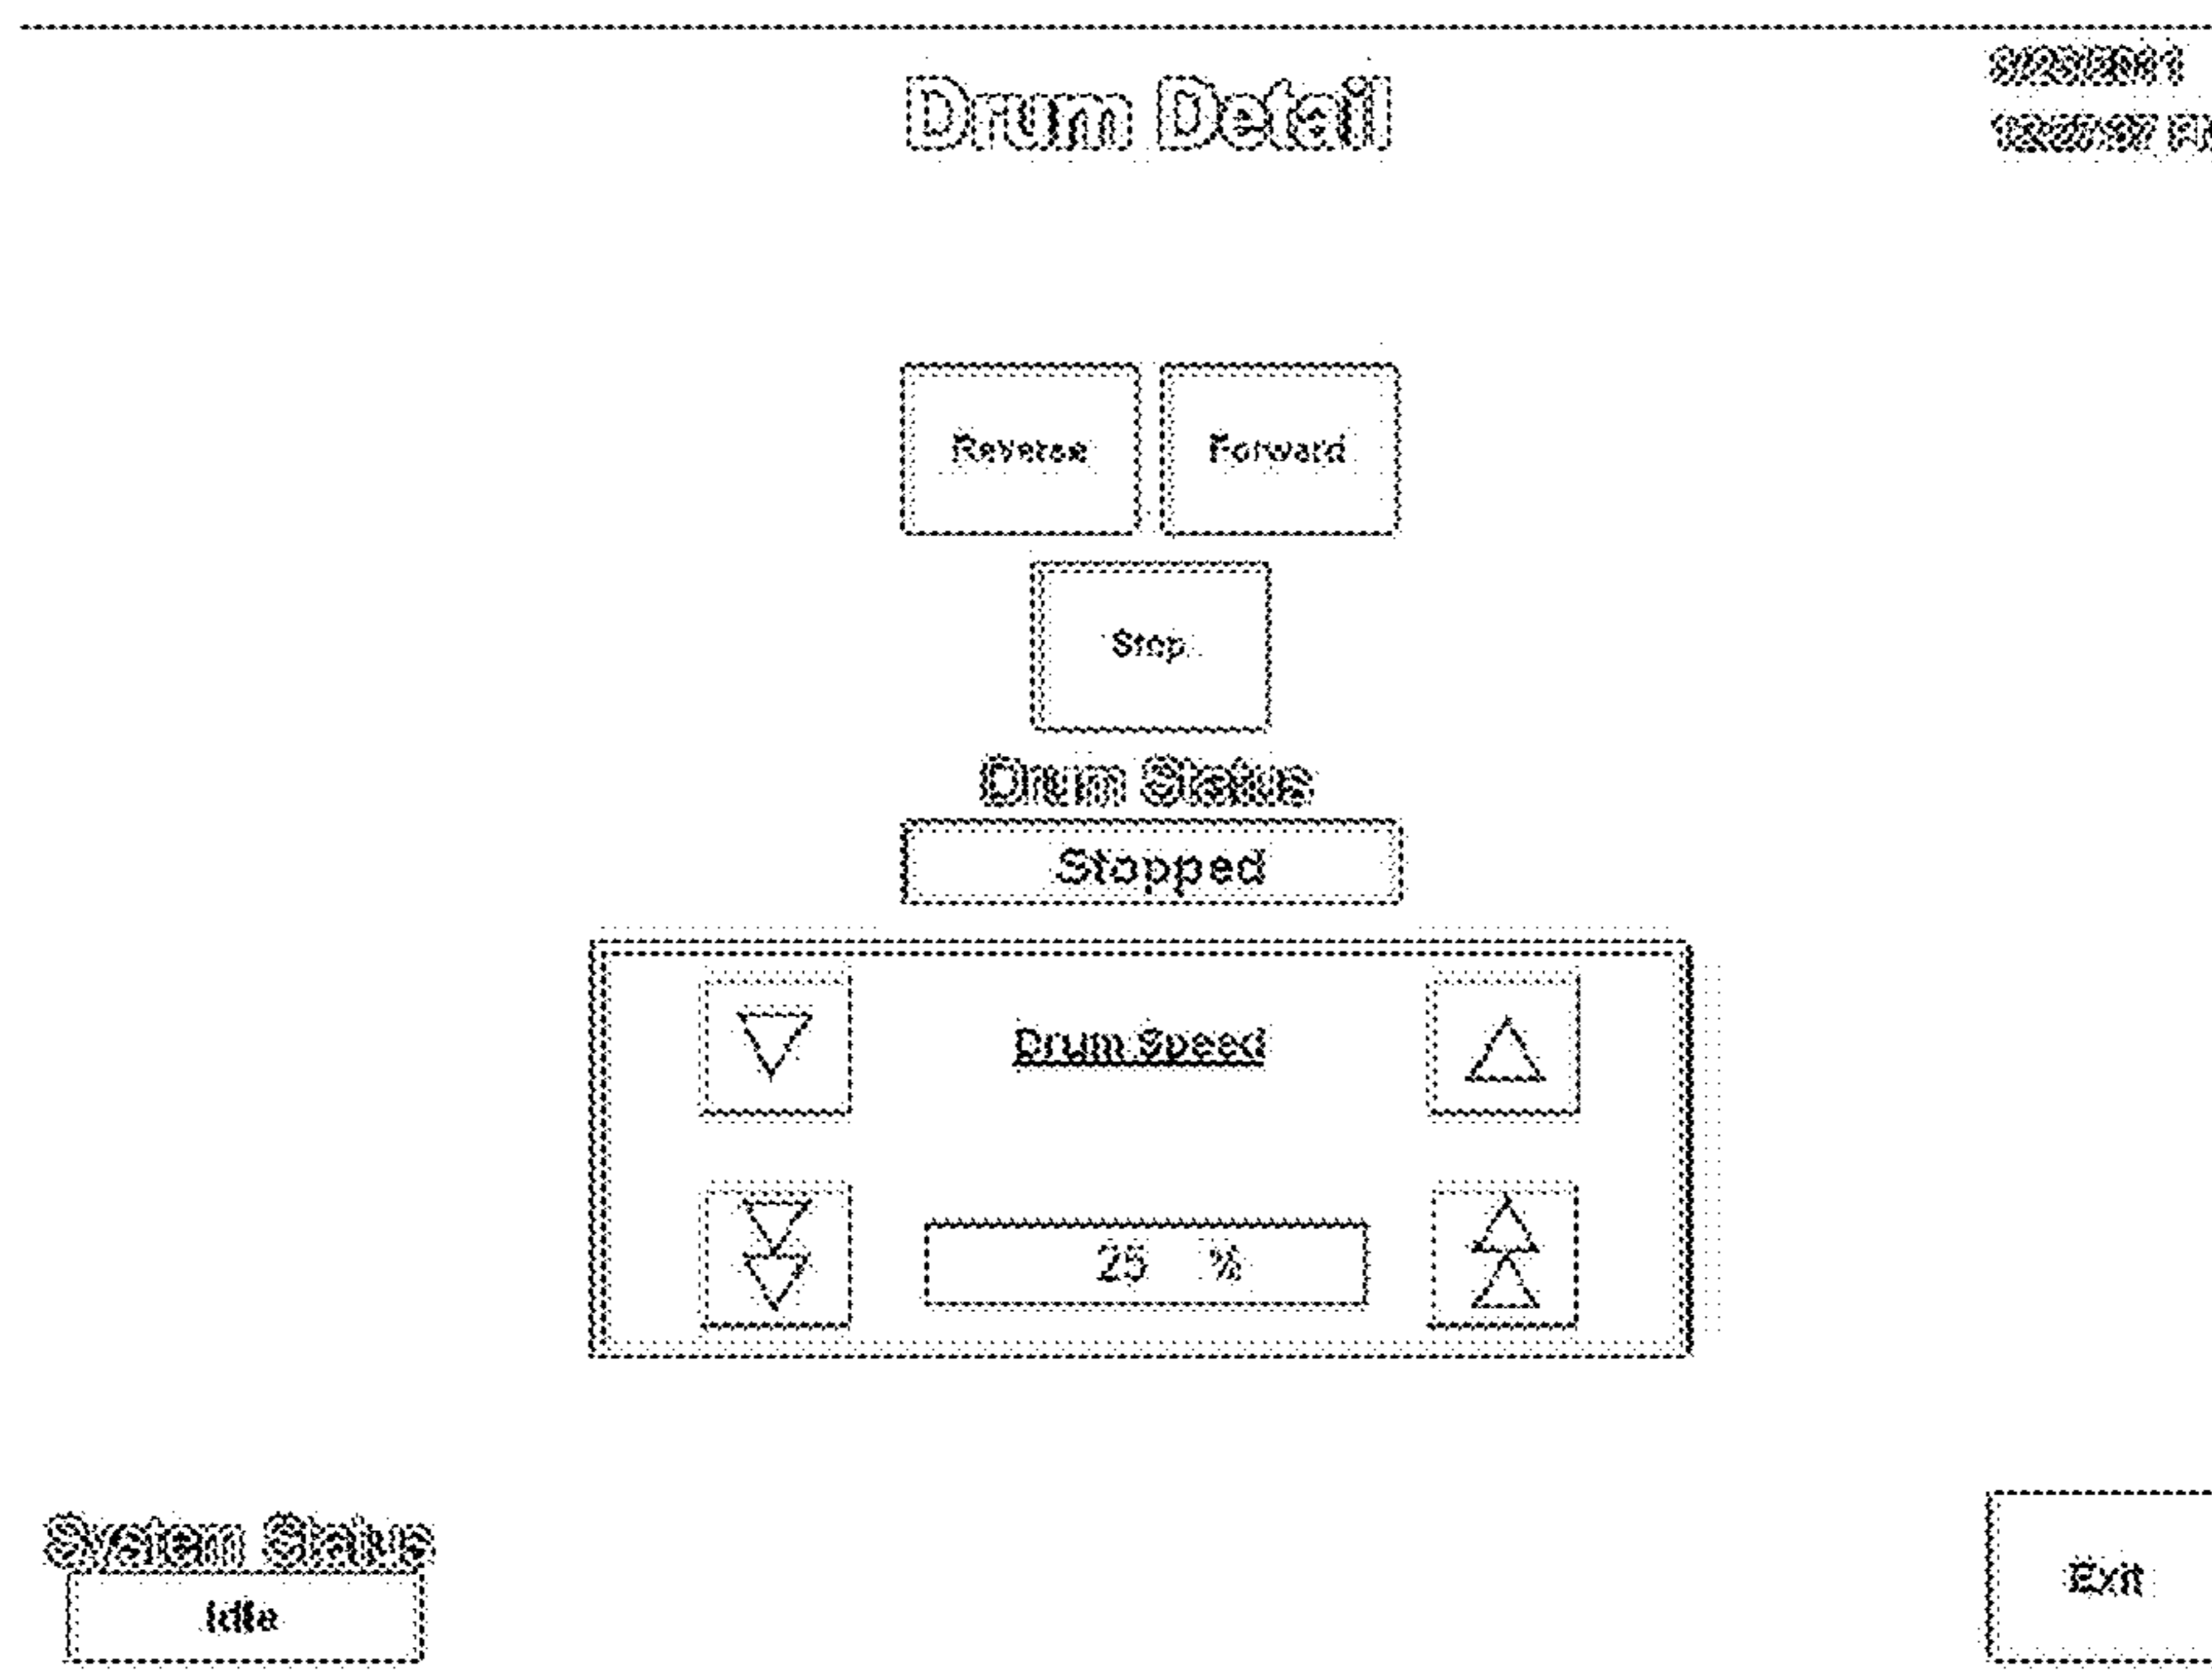 Drum Detail
Reverse Forward
Stop
Drum Status
Stopped
Drum Speed
25 %
System Status
Idle
Exit